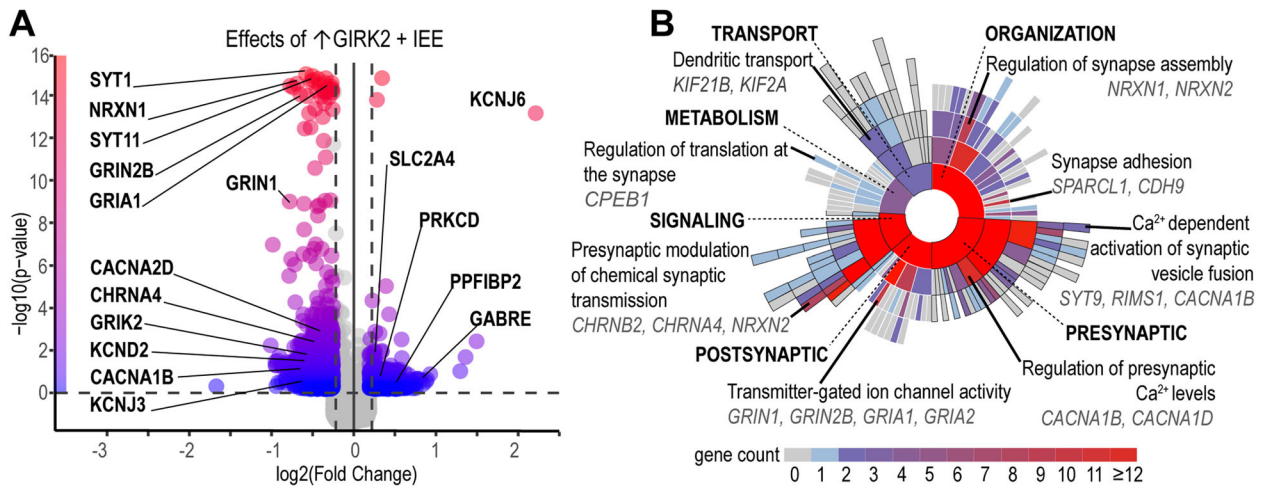 A
Effects of ↑GIRK2 + IEE
16
14
12
10
8
6
4
2
0
−log10(p−value)
SYT1
NRXN1
SYT11
GRIN2B
GRIA1
GRIN1
KCNJ6
SLC2A4
PRKCD
PPFIBP2
GABRE
CACNA2D
CHRNA4
GRIK2
KCND2
CACNA1B
KCNJ3
-3
-2
-1
0
1
2
log2(Fold Change)
B
TRANSPORT
Dendritic transport
KIF21B, KIF2A
METABOLISM
Regulation of translation at
the synapse
CPEB1
SIGNALING
Presynaptic modulation
of chemical synaptic
transmission
CHRNB2, CHRNA4, NRXN2
POSTSYNAPTIC
Transmitter-gated ion channel activity
GRIN1, GRIN2B, GRIA1, GRIA2
ORGANIZATION
Regulation of synapse assembly
NRXN1, NRXN2
Synapse adhesion
SPARCL1, CDH9
Ca2+ dependent
activation of synaptic
vesicle fusion
SYT9, RIMS1, CACNA1B
PRESYNAPTIC
Regulation of presynaptic
Ca2+ levels
CACNA1B, CACNA1D
gene count
0 1 2 3 4 5 6 7 8 9 10 11 ≥12